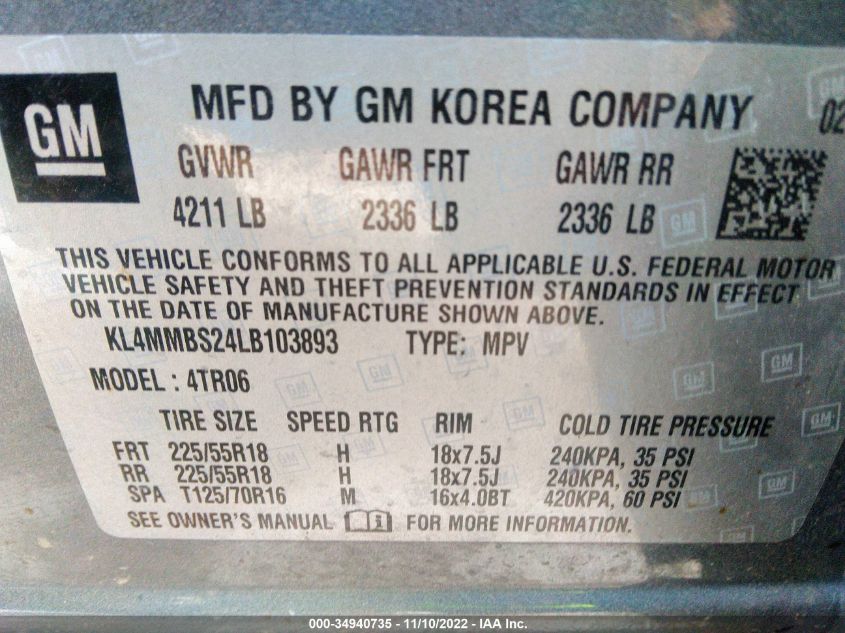 GM
MFD BY GM KOREA COMPANY 02
GVWR GAWR FRT GAWR RR
4211 LB 2336 LB 2336 LB
THIS VEHICLE CONFORMS TO ALL APPLICABLE U.S. FEDERAL MOTOR
VEHICLE SAFETY AND THEFT PREVENTION STANDARDS IN EFFECT
ON THE DATE OF MANUFACTURE SHOWN ABOVE.
KL4MMBS24LB103893 TYPE: MPV
MODEL : 4TR06
TIRE SIZE SPEED RTG RIM COLD TIRE PRESSURE
FRT 225/55R18 H 18x7.5J 240KPA, 35 PSI
RR 225/55R18 H 18x7.5J 240KPA, 35 PSI
SPA T125/70R16 M 16x4.0BT 420KPA, 60 PSI
SEE OWNER'S MANUAL FOR MORE INFORMATION.
000-34940735 - 11/10/2022 - IAA Inc.